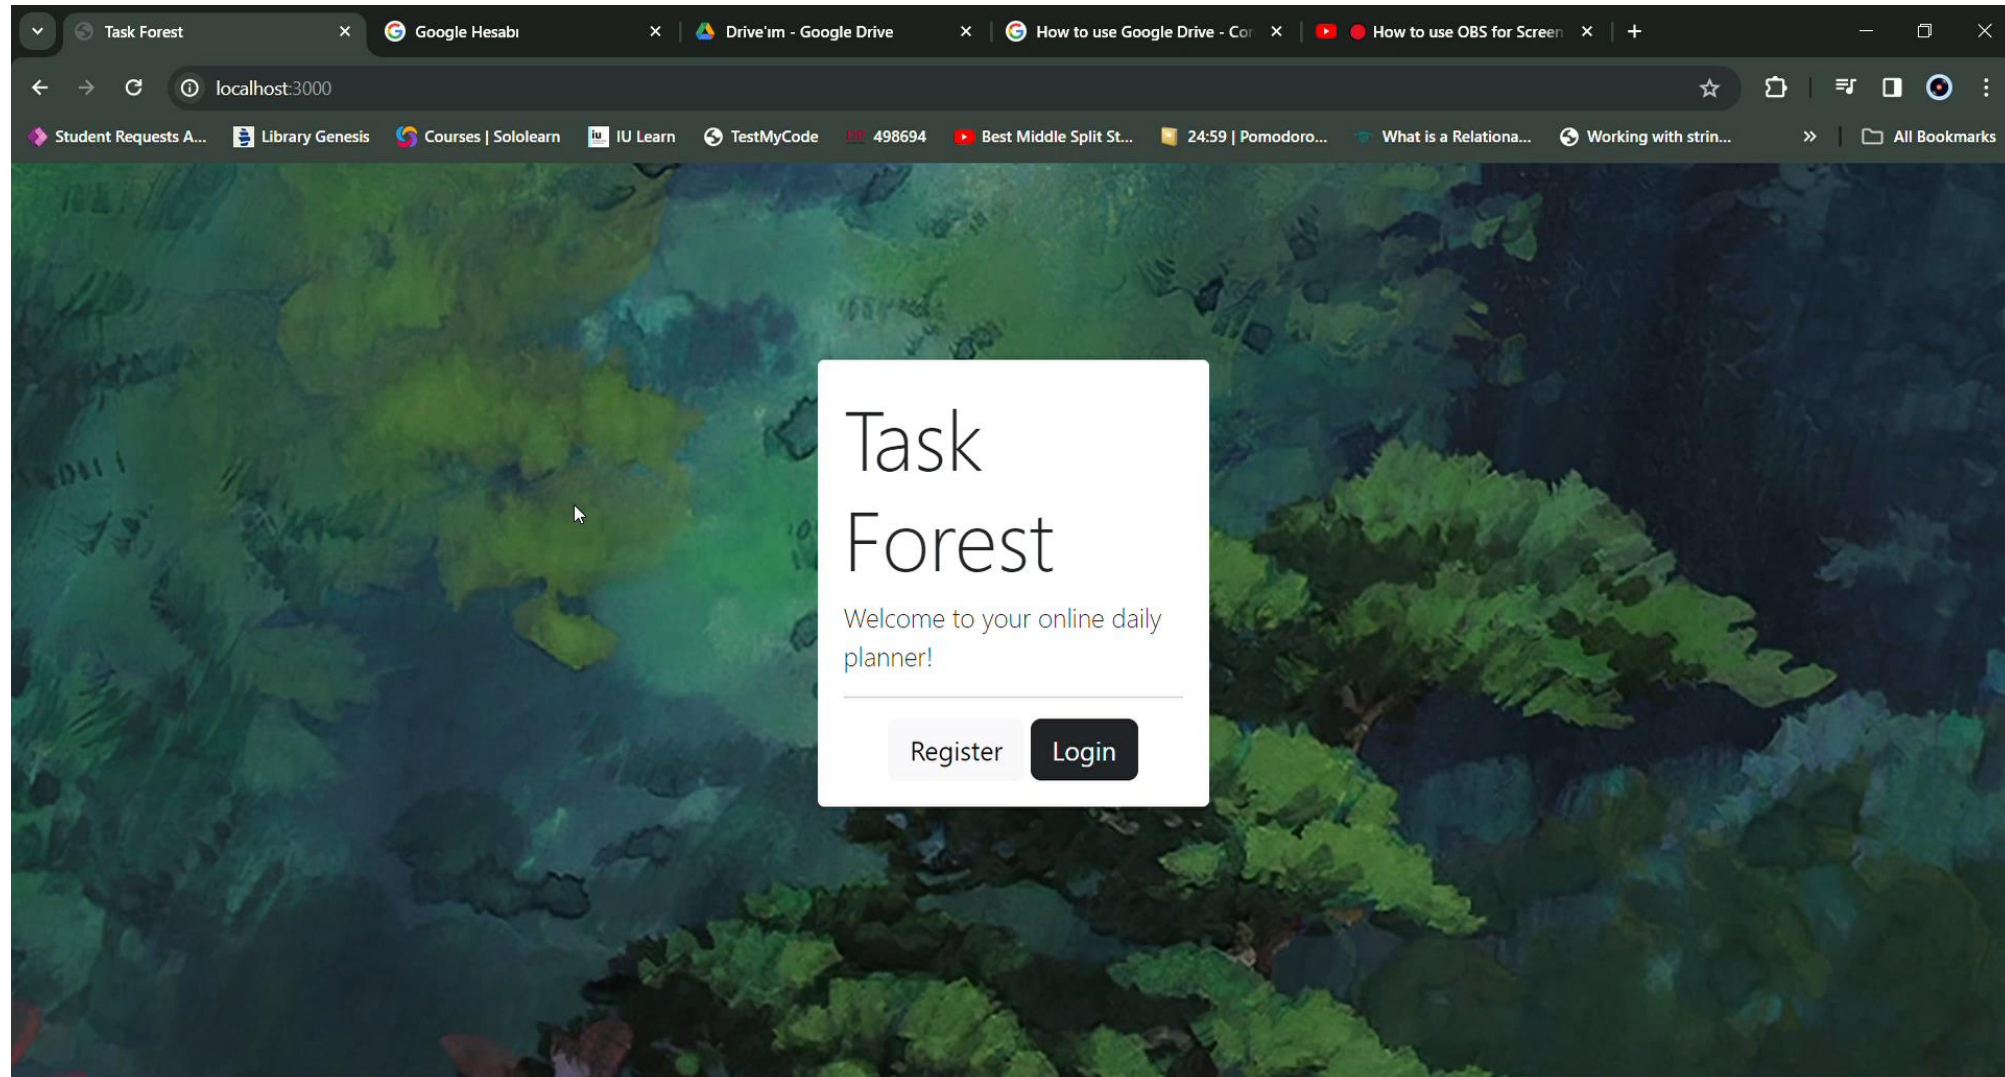 Task Forest
Google Hesabı
Drive'ım - Google Drive
How to use Google Drive - Cor
How to use OBS for Screen
localhost:3000
Student Requests A...
Library Genesis
Courses | Sololearn
iu
IU Learn
TestMyCode
498694
Best Middle Split St...
24:59 | Pomodoro...
What is a Relationa...
Working with strin...
All Bookmarks
Task
Forest
Welcome to your online daily
planner!
Register
Login